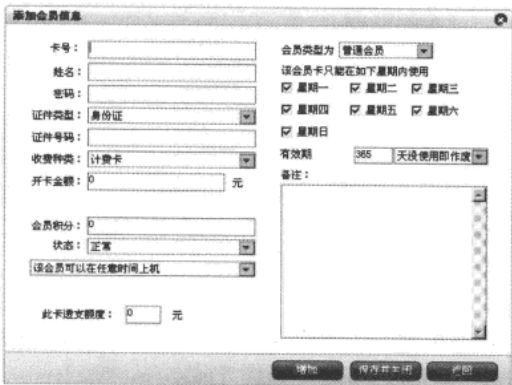 添加会员信息
卡号：
姓名：
密码：
证件类型：身份证
证件号码：
收费种类：计费卡
开卡金额：0 元
会员积分：0
状态：正常
该会员可以在任意时间上机
此卡透支额度：0 元
会员类型为 普通会员
该会员卡只能在如下星期内使用
星期一 星期二 星期三
星期四 星期五 星期六
星期日
有效期 365 天没使用即作废
备注：
增加 保存并关闭